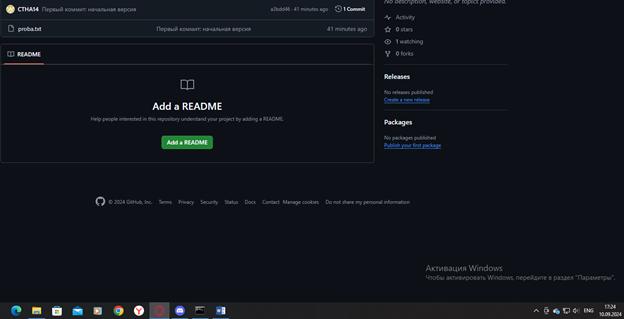 No description, website, or topics provided.
CTHA14 Первый коммит: начальная версия a3bdd46 · 41 minutes ago 1 Commit
Activity
proba.txt Первый коммит: начальная версия 41 minutes ago
0 stars
1 watching
README
0 forks
Releases
No releases published
Create a new release
Add a README
Help people interested in this repository understand your project by adding a README.
Packages
No packages published
Add a README
Publish your first package
© 2024 GitHub, Inc. Terms Privacy Security Status Docs Contact Manage cookies Do not share my personal information
Активация Windows
Чтобы активировать Windows, перейдите в раздел "Параметры".
ENG
17:24
10.09.2024